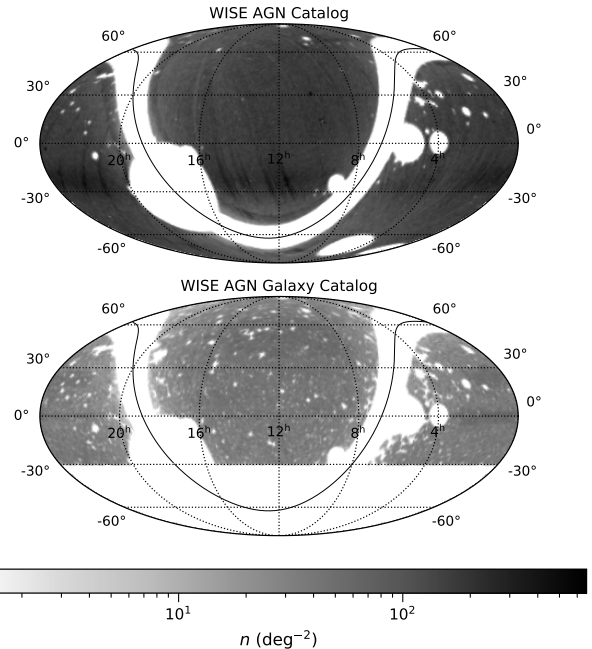 WISE AGN Catalog
60° 60°
30° 30°
0° 20ʰ 16ʰ 12ʰ 8ʰ 4ʰ 0°
-30° -30°
-60° -60°
WISE AGN Galaxy Catalog
60° 60°
30° 30°
0° 20ʰ 16ʰ 12ʰ 8ʰ 4ʰ 0°
-30° -30°
-60° -60°
10¹ 10²
n (deg⁻²)